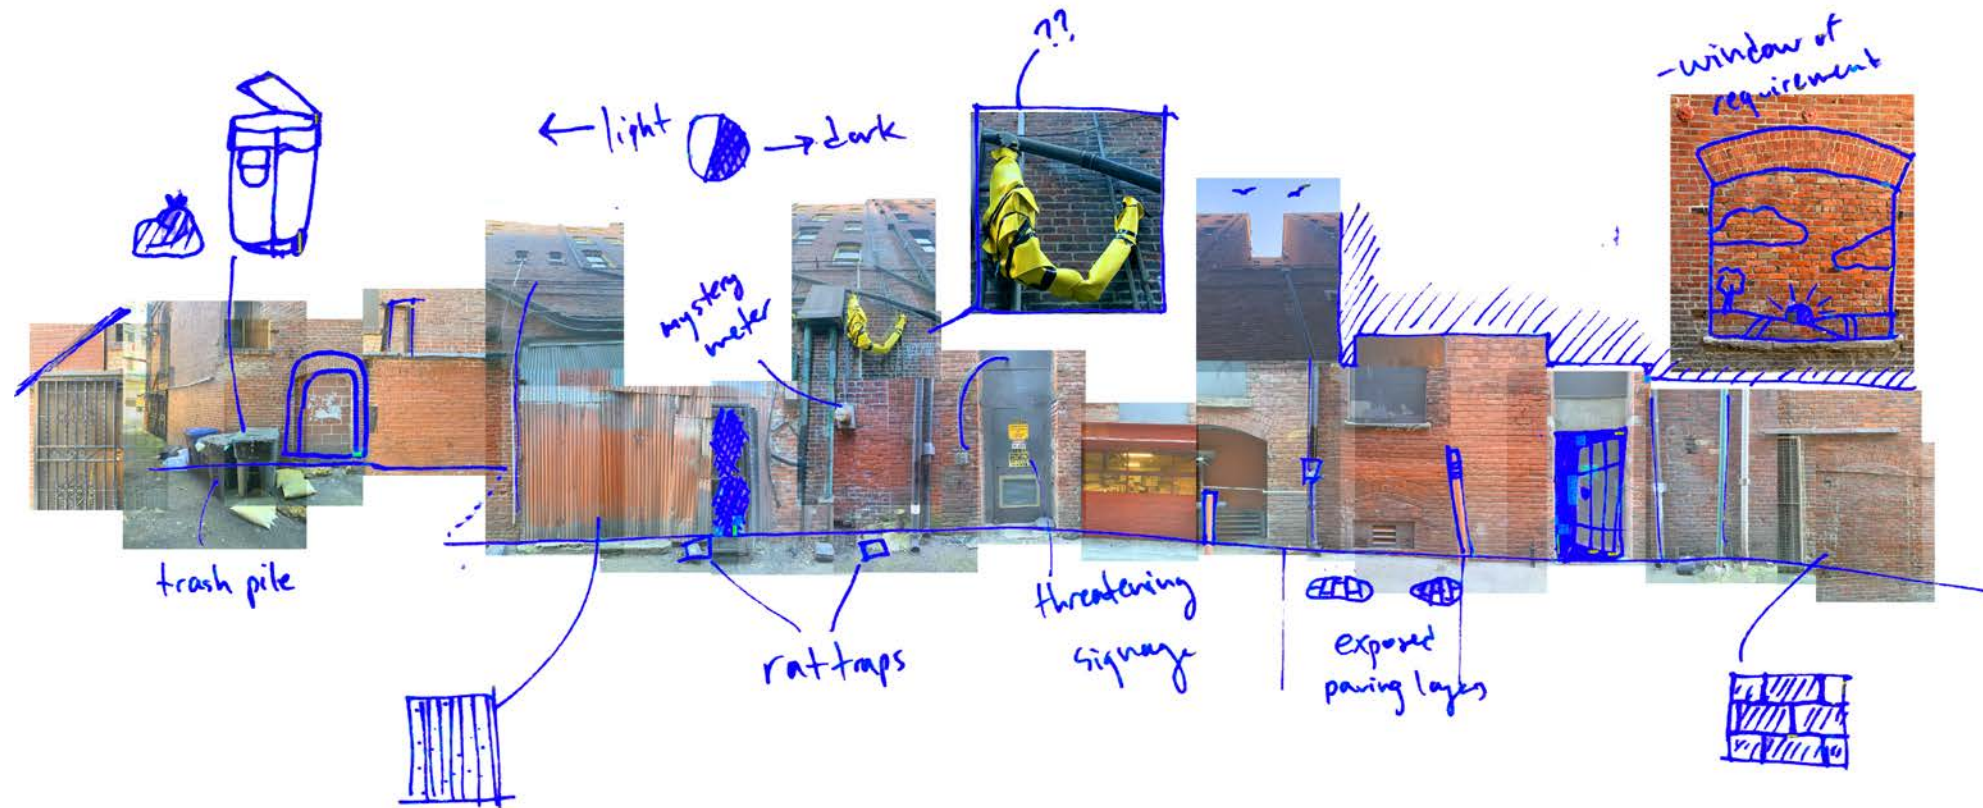 ??
- window of
requirement
← light → dark
mystery
meter
trash pile
rat traps
threatening
signage
exposed
paving layers